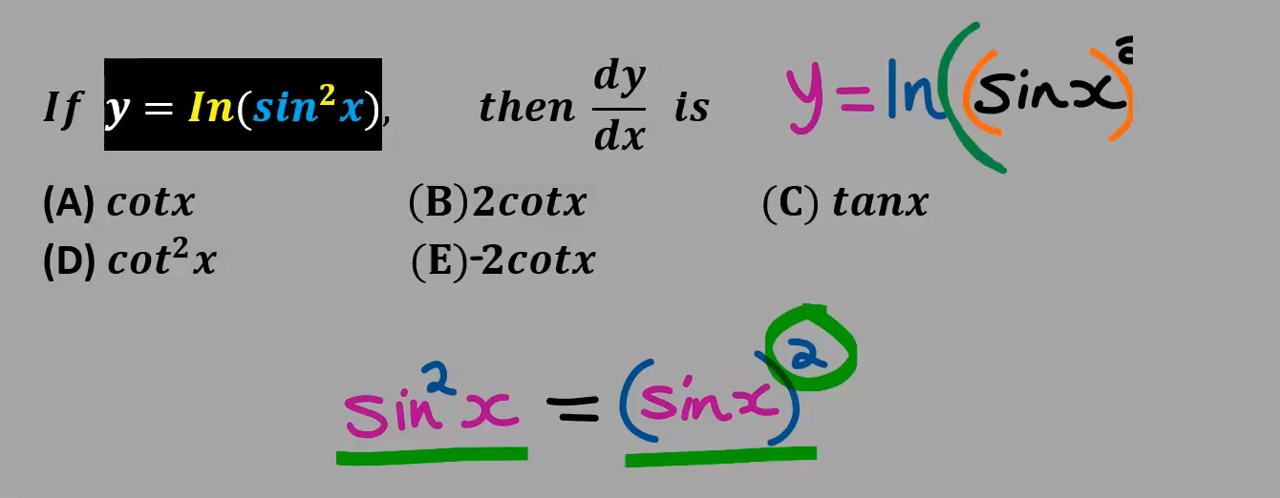 If y = In(sin²x), then dy/dx is y = ln((sinx)²
(A) cotx (B)2cotx (C) tanx
(D) cot²x (E)-2cotx
sin²x = (sinx)²